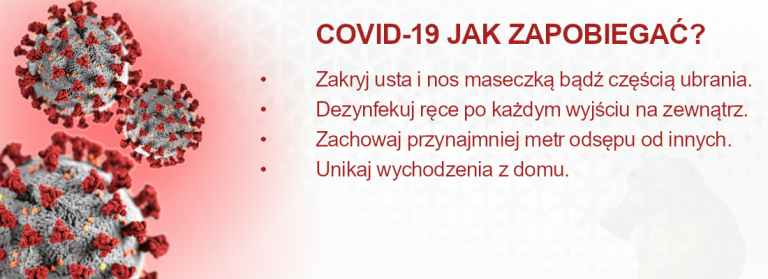 COVID-19 JAK ZAPOBIEGAĆ?
• Zakryj usta i nos maseczką bądź częścią ubrania.
• Dezynfekuj ręce po każdym wyjściu na zewnątrz.
• Zachowaj przynajmniej metr odsępu od innych.
• Unikaj wychodzenia z domu.